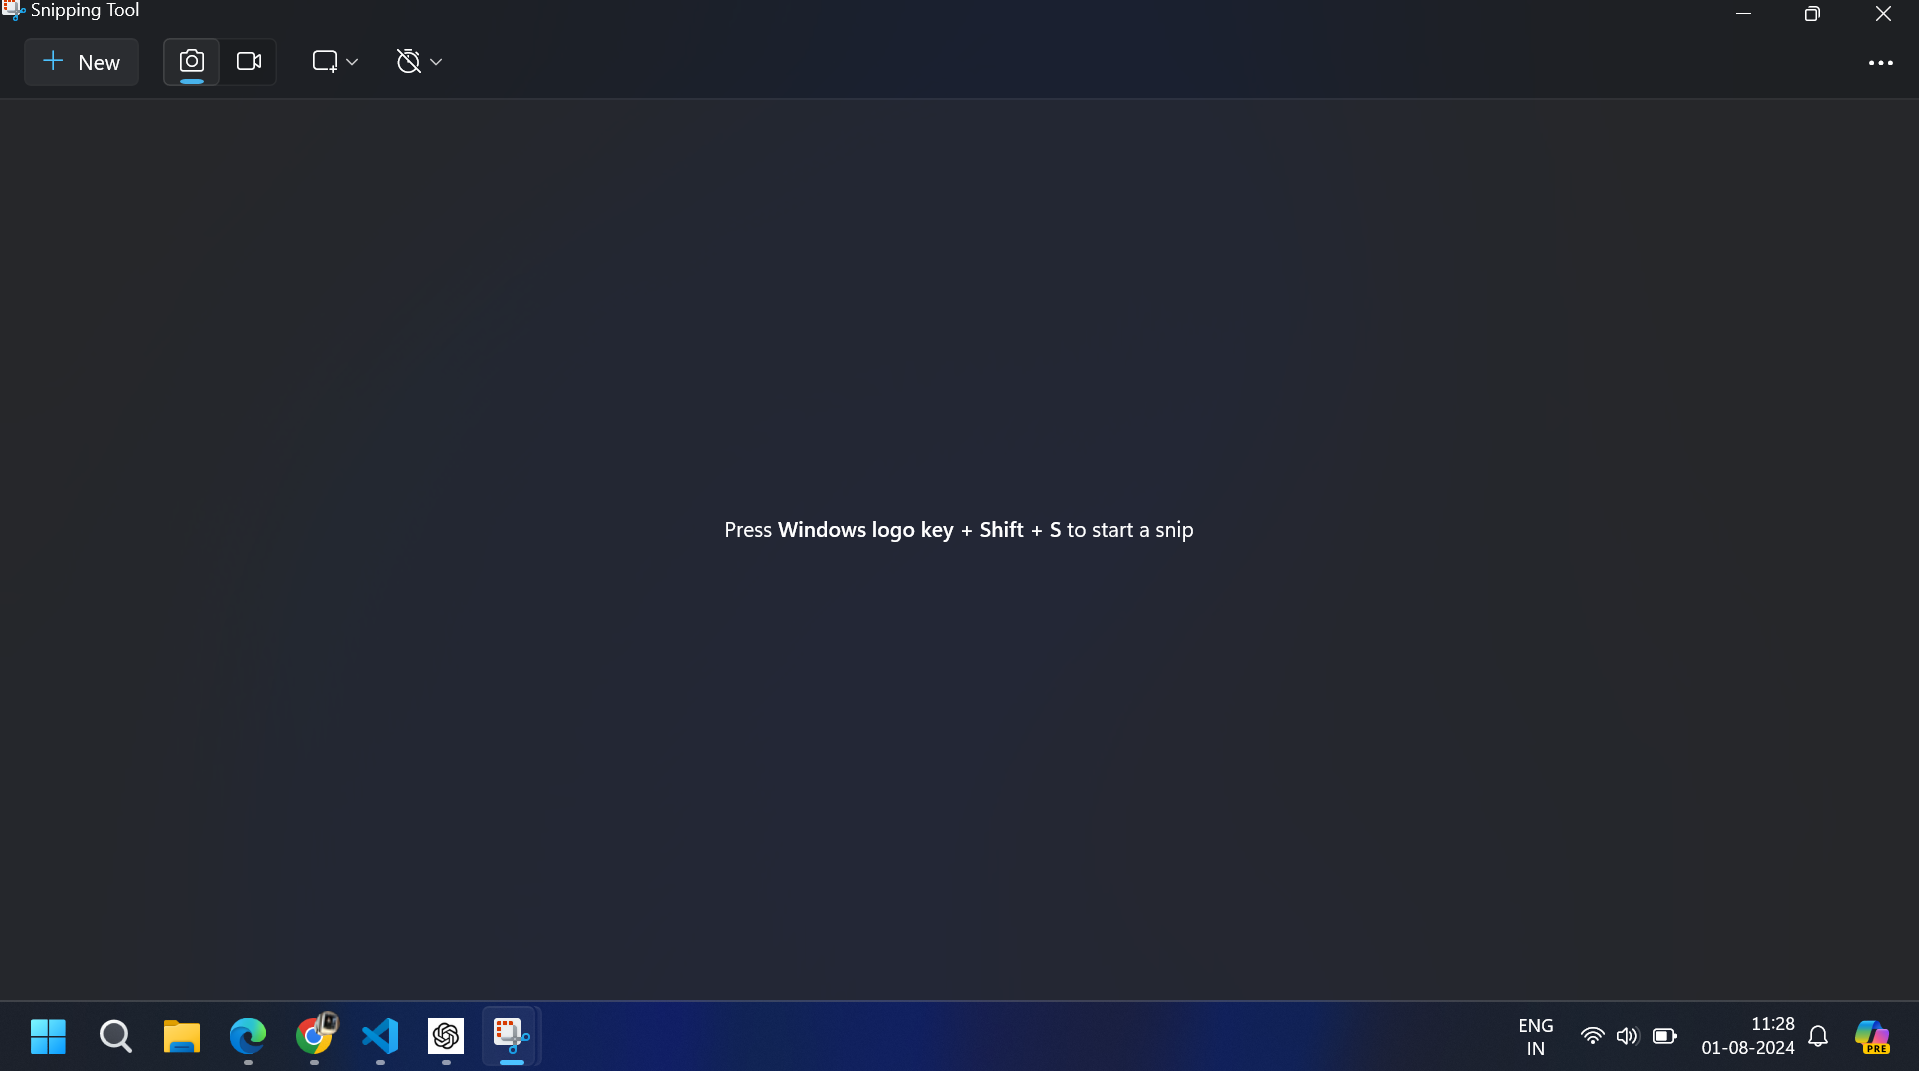 Snipping Tool
New
Press Windows logo key + Shift + S to start a snip
ENG
IN
11:28
01-08-2024
PRE